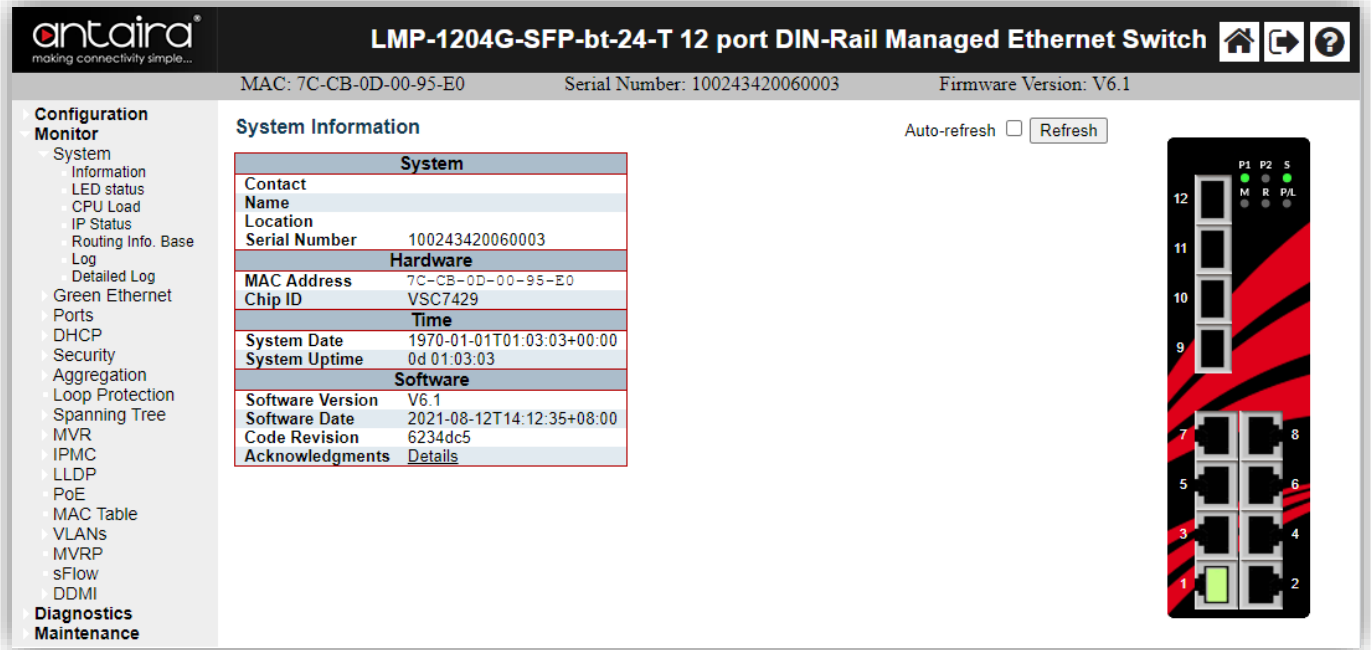 antaira®
making connectivity simple...
LMP-1204G-SFP-bt-24-T 12 port DIN-Rail Managed Ethernet Switch
MAC: 7C-CB-0D-00-95-E0 Serial Number: 100243420060003 Firmware Version: V6.1
Configuration
Monitor
System
Information
LED status
CPU Load
IP Status
Routing Info. Base
Log
Detailed Log
Green Ethernet
Ports
DHCP
Security
Aggregation
Loop Protection
Spanning Tree
MVR
IPMC
LLDP
PoE
MAC Table
VLANs
MVRP
sFlow
DDMI
Diagnostics
Maintenance
System Information
Auto-refresh Refresh
System
Contact
Name
Location
Serial Number 100243420060003
Hardware
MAC Address 7C-CB-0D-00-95-E0
Chip ID VSC7429
Time
System Date 1970-01-01T01:03:03+00:00
System Uptime 0d 01:03:03
Software
Software Version V6.1
Software Date 2021-08-12T14:12:35+08:00
Code Revision 6234dc5
Acknowledgments Details
P1 P2 S
M R P/L
12
11
10
9
7 8
5 6
3 4
1 2